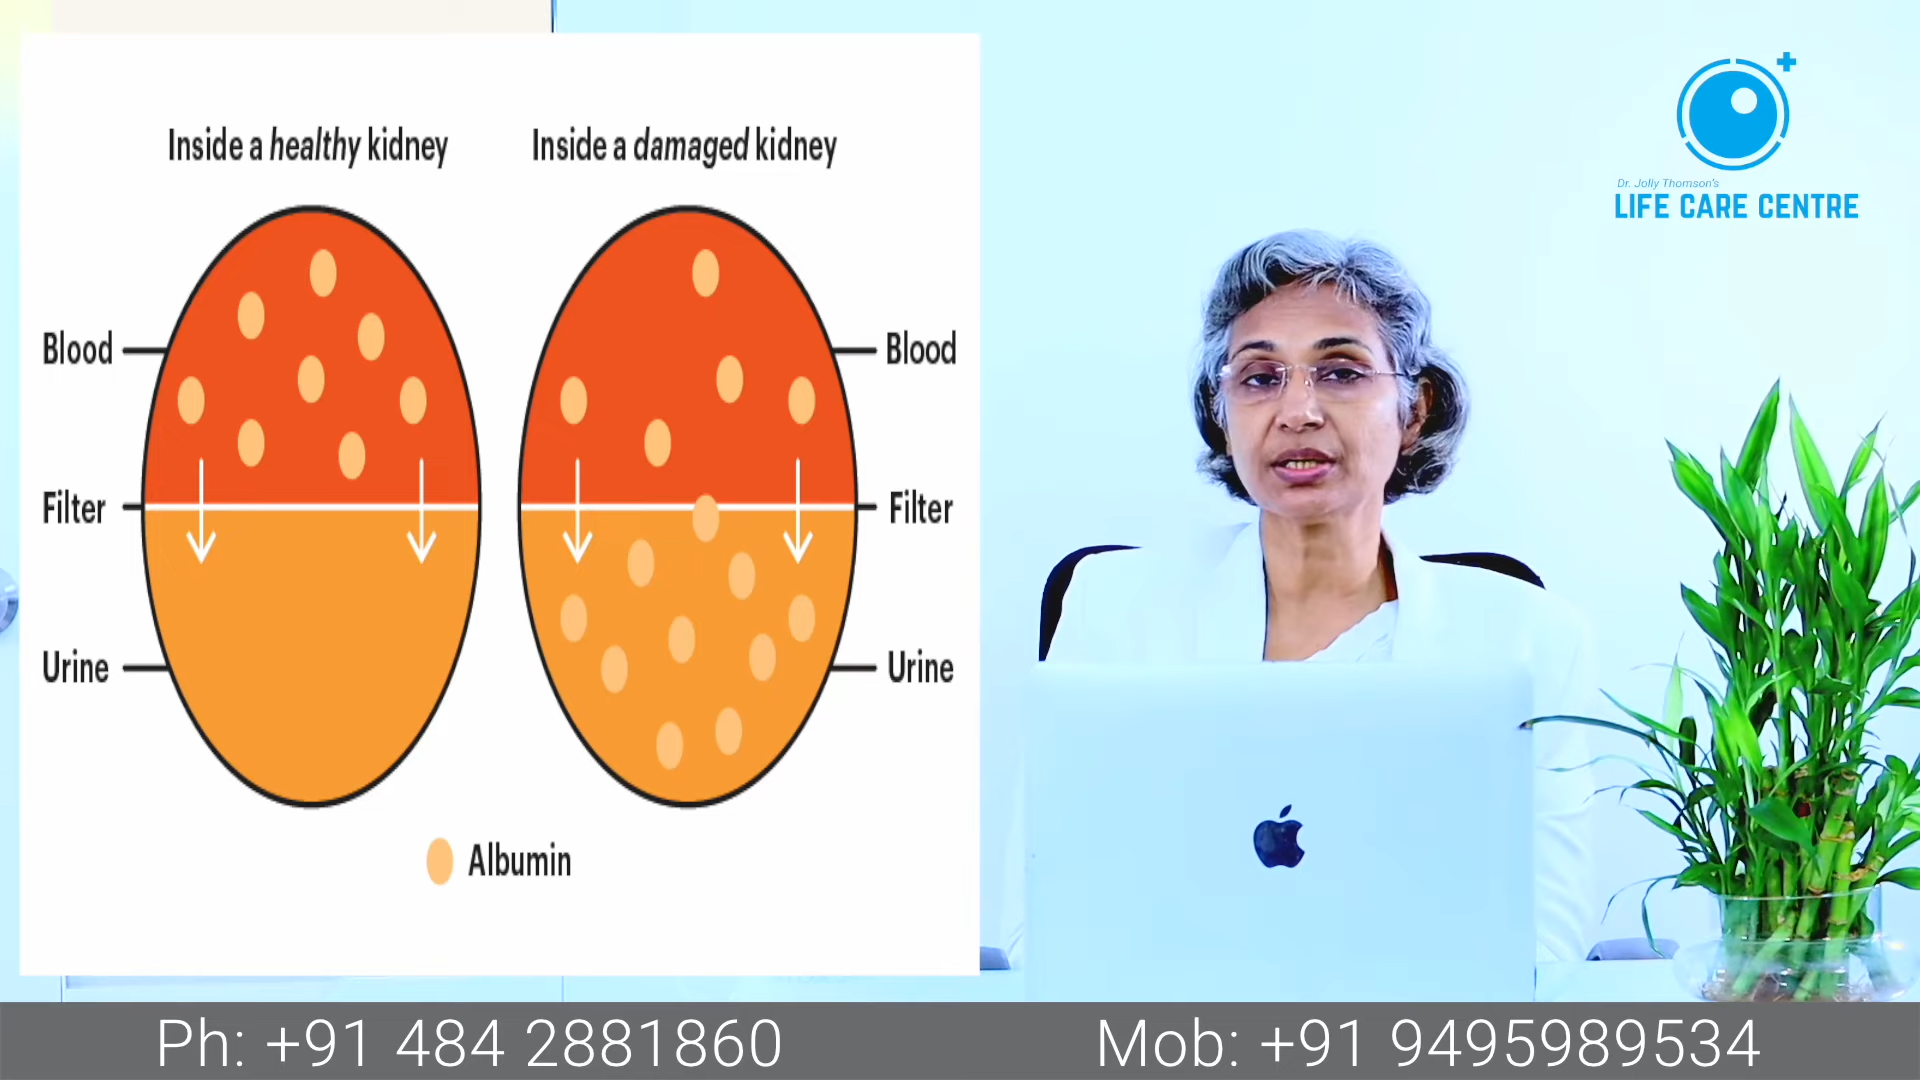 Inside a healthy kidney
Inside a damaged kidney
Blood
Blood
Filter
Filter
Urine
Urine
Albumin
Dr. Jolly Thomson's
LIFE CARE CENTRE
Ph: +91 484 2881860
Mob: +91 9495989534